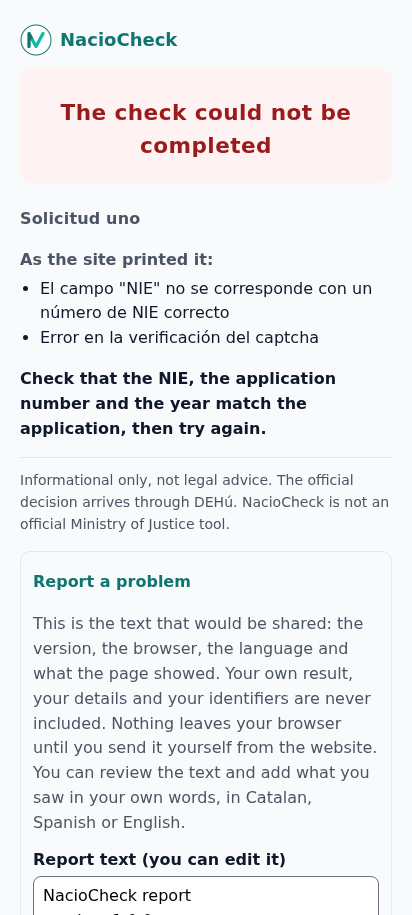 NacioCheck
The check could not be
completed
Solicitud uno
As the site printed it:
• El campo "NIE" no se corresponde con un
número de NIE correcto
• Error en la verificación del captcha
Check that the NIE, the application
number and the year match the
application, then try again.
Informational only, not legal advice. The official
decision arrives through DEHú. NacioCheck is not an
official Ministry of Justice tool.
Report a problem
This is the text that would be shared: the
version, the browser, the language and
what the page showed. Your own result,
your details and your identifiers are never
included. Nothing leaves your browser
until you send it yourself from the website.
You can review the text and add what you
saw in your own words, in Catalan,
Spanish or English.
Report text (you can edit it)
NacioCheck report